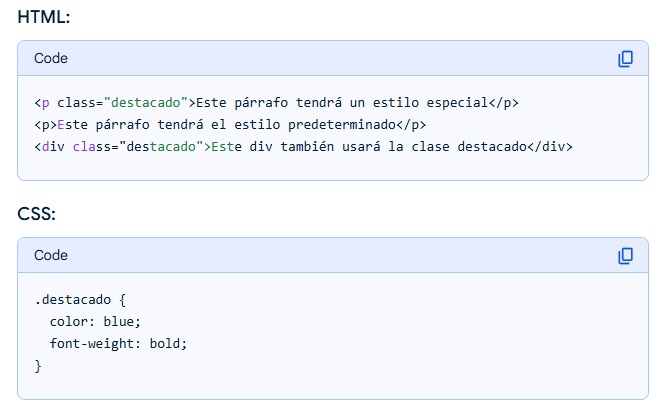 HTML:
Code
<p class="destacado">Este párrafo tendrá un estilo especial</p>
<p>Este párrafo tendrá el estilo predeterminado</p>
<div class="destacado">Este div también usará la clase destacado</div>
CSS:
Code
.destacado {
  color: blue;
  font-weight: bold;
}